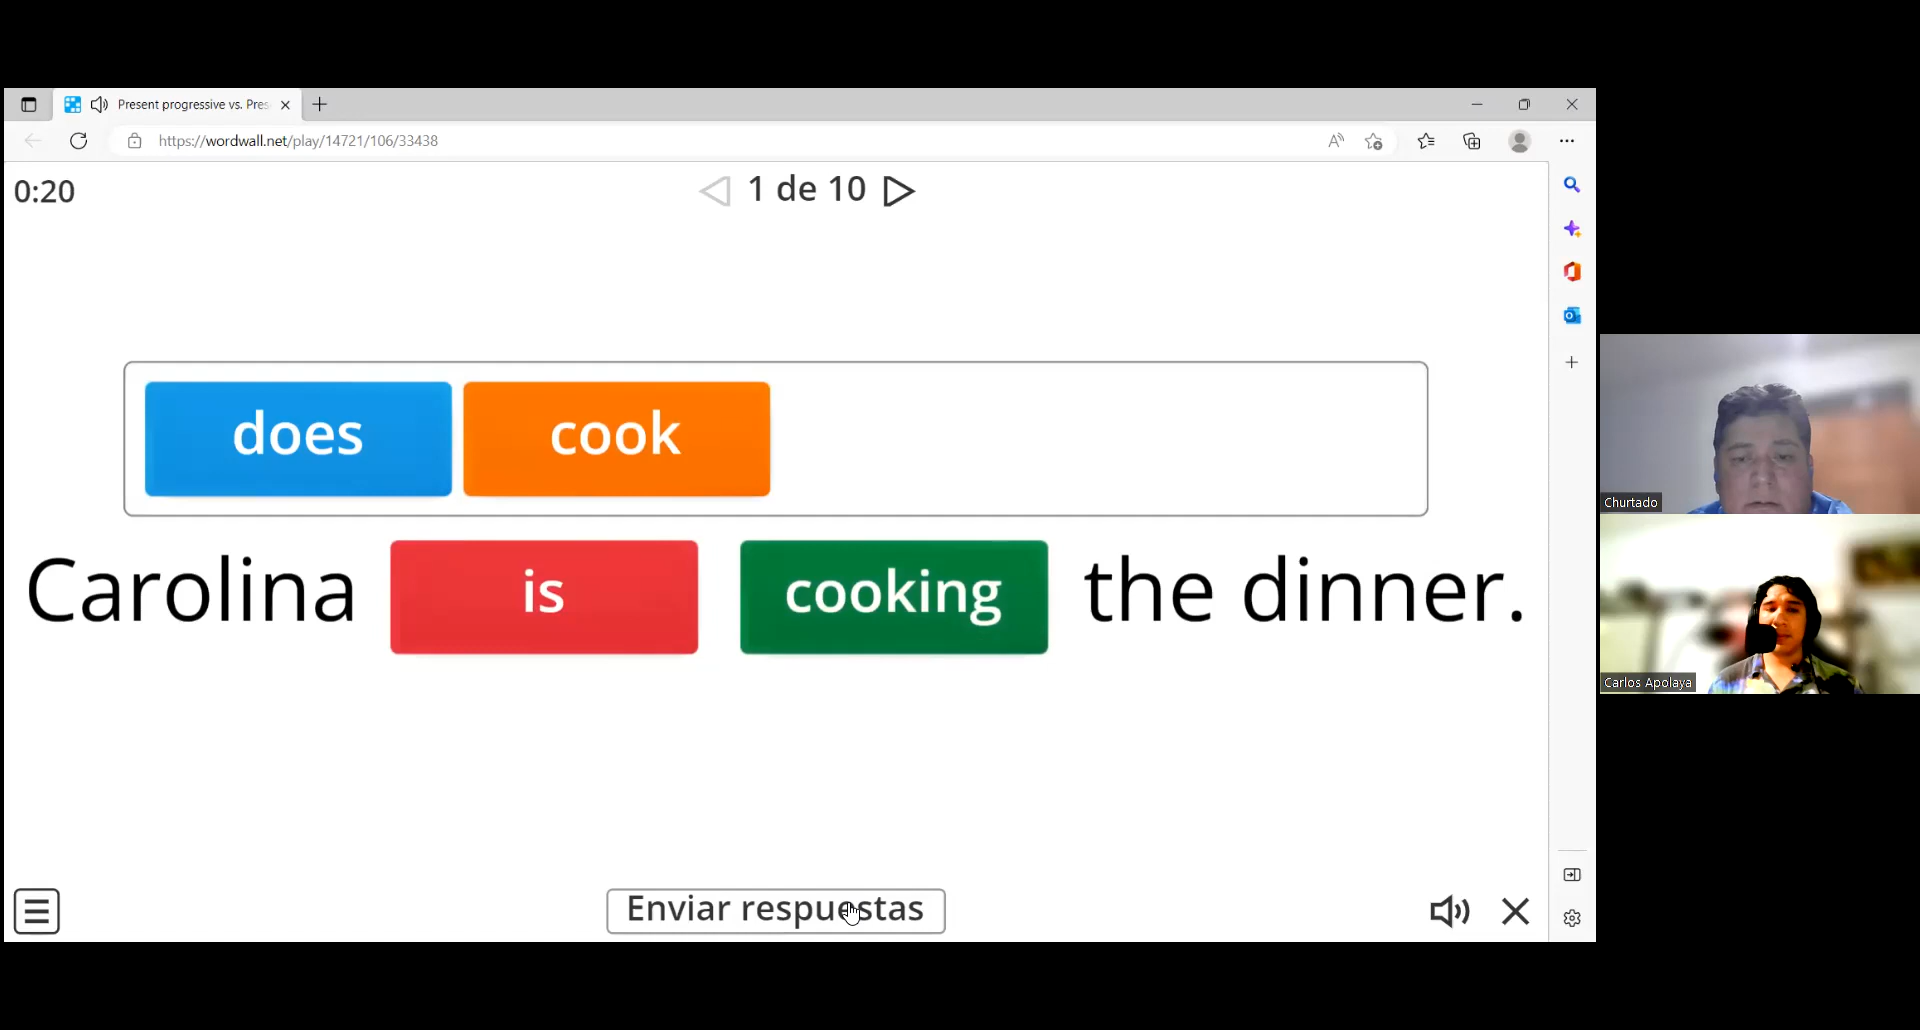 Present progressive vs. Pres
https://wordwall.net/play/14721/106/33438
0:20
1 de 10
does cook
Carolina is cooking the dinner.
Churtado
Carlos Apolaya
Enviar respuestas